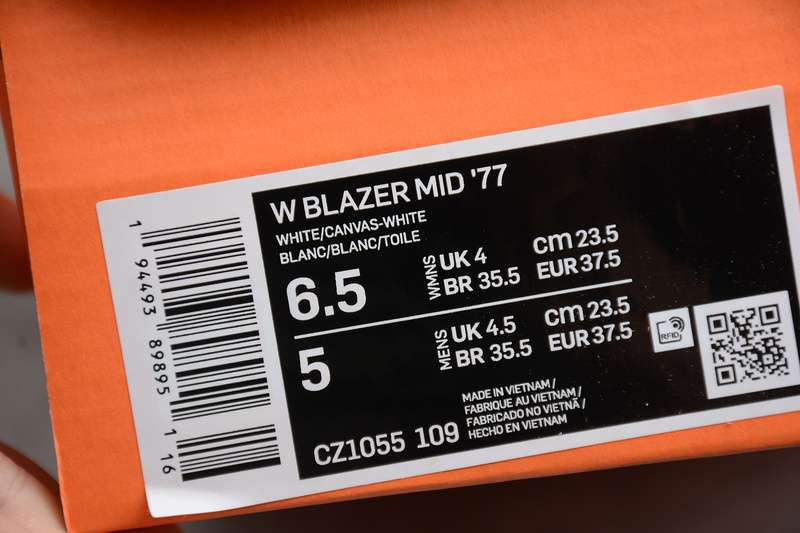 1 94493 89895 1 16
W BLAZER MID '77
WHITE/CANVAS-WHITE
BLANC/BLANC/TOILE
6.5
WMNS
UK 4
BR 35.5
cm 23.5
EUR 37.5
5
MENS
UK 4.5
BR 35.5
cm 23.5
EUR 37.5
RFID
CZ1055 109
MADE IN VIETNAM /
FABRIQUE AU VIETNAM /
FABRICADO NO VIETNÃ /
HECHO EN VIETNAM